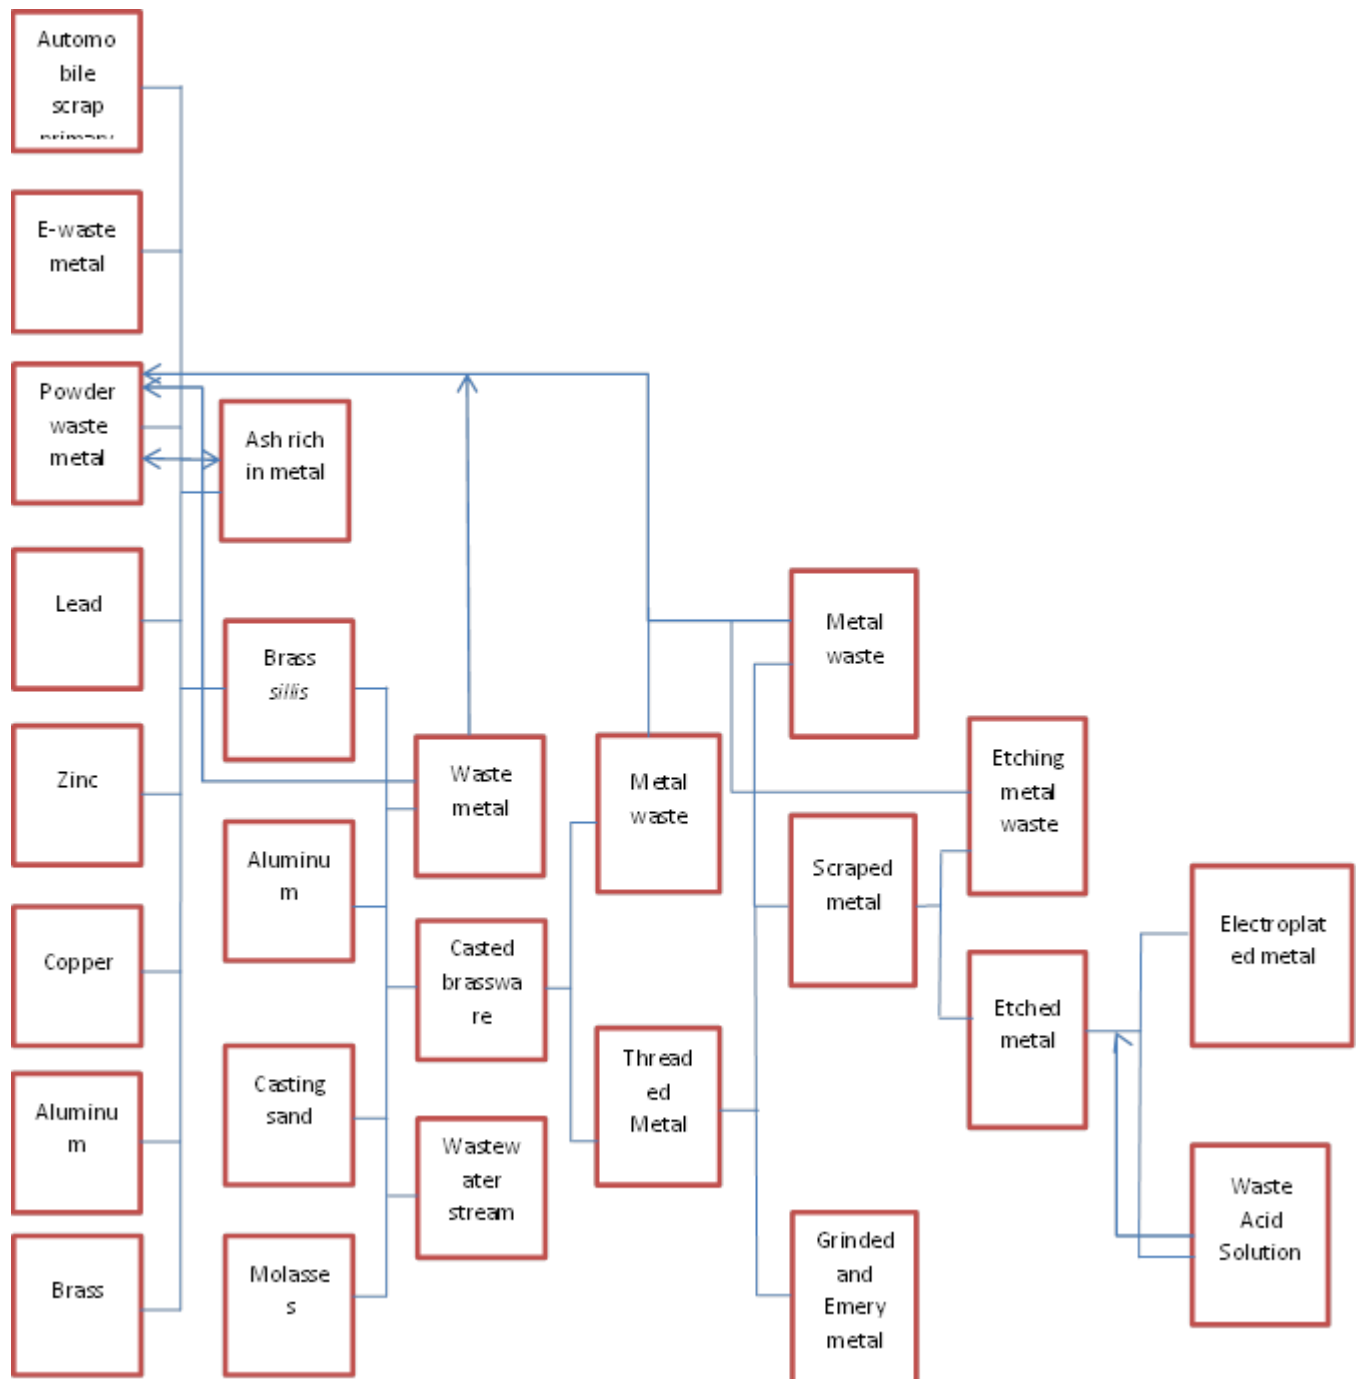 Automo
bile
scrap
E-waste
metal
Powder
waste
metal
Lead
Zinc
Copper
Aluminu
m
Brass
Ash rich
in metal
Brass
sillis
Aluminu
m
Casting
sand
Molasse
s
Waste
metal
Casted
brasswa
re
Wastew
ater
stream
Metal
waste
Thread
ed
Metal
Metal
waste
Scraped
metal
Grinded
and
Emery
metal
Etching
metal
waste
Etched
metal
Electroplat
ed metal
Waste
Acid
Solution